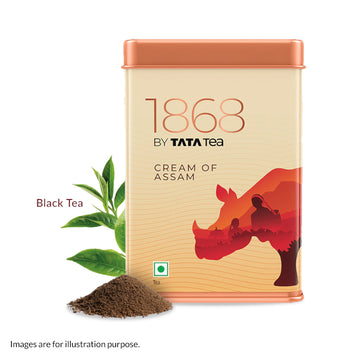 1868
BY TATA Tea
CREAM OF
ASSAM
Black Tea
Images are for illustration purpose.